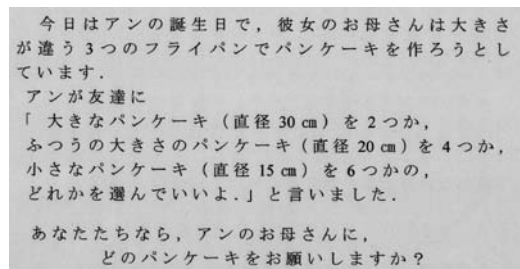 今日はアンの誕生日で，彼女のお母さんは大きさ
が違う3つのフライパンでパンケーキを作ろうとし
ています．
アンが友達に
「 大きなパンケーキ（直径 30 ㎝）を 2 つか，
ふつうの大きさのパンケーキ（直径 20 ㎝）を 4 つか，
小さなパンケーキ（直径 15 ㎝）を 6 つかの，
どれかを選んでいいよ．」と言いました．
あなたたちなら，アンのお母さんに，
どのパンケーキをお願いしますか？